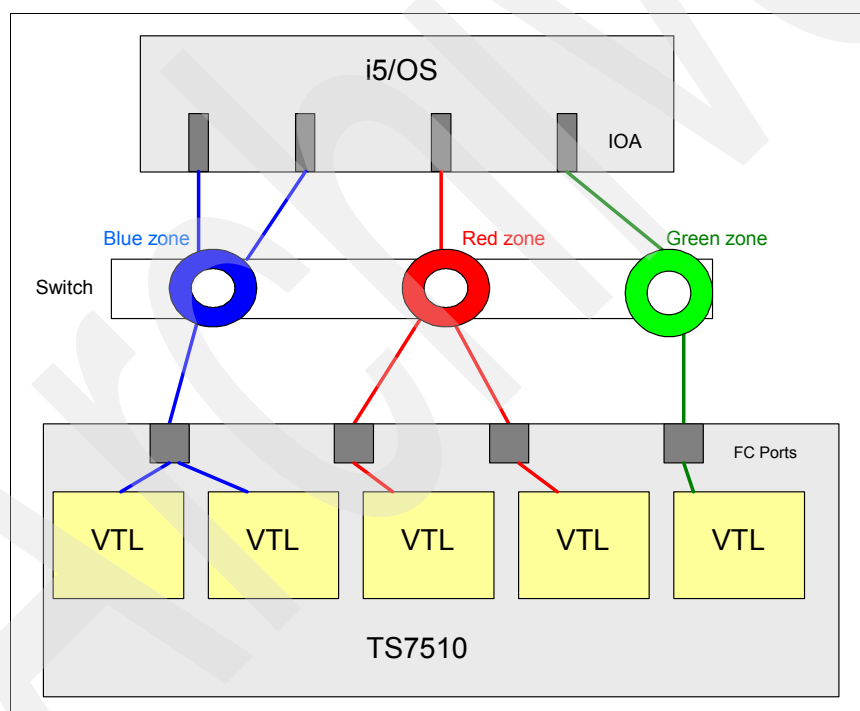 i5/OS
IOA
Blue zone
Red zone
Green zone
Switch
FC Ports
VTL
VTL
VTL
VTL
VTL
TS7510